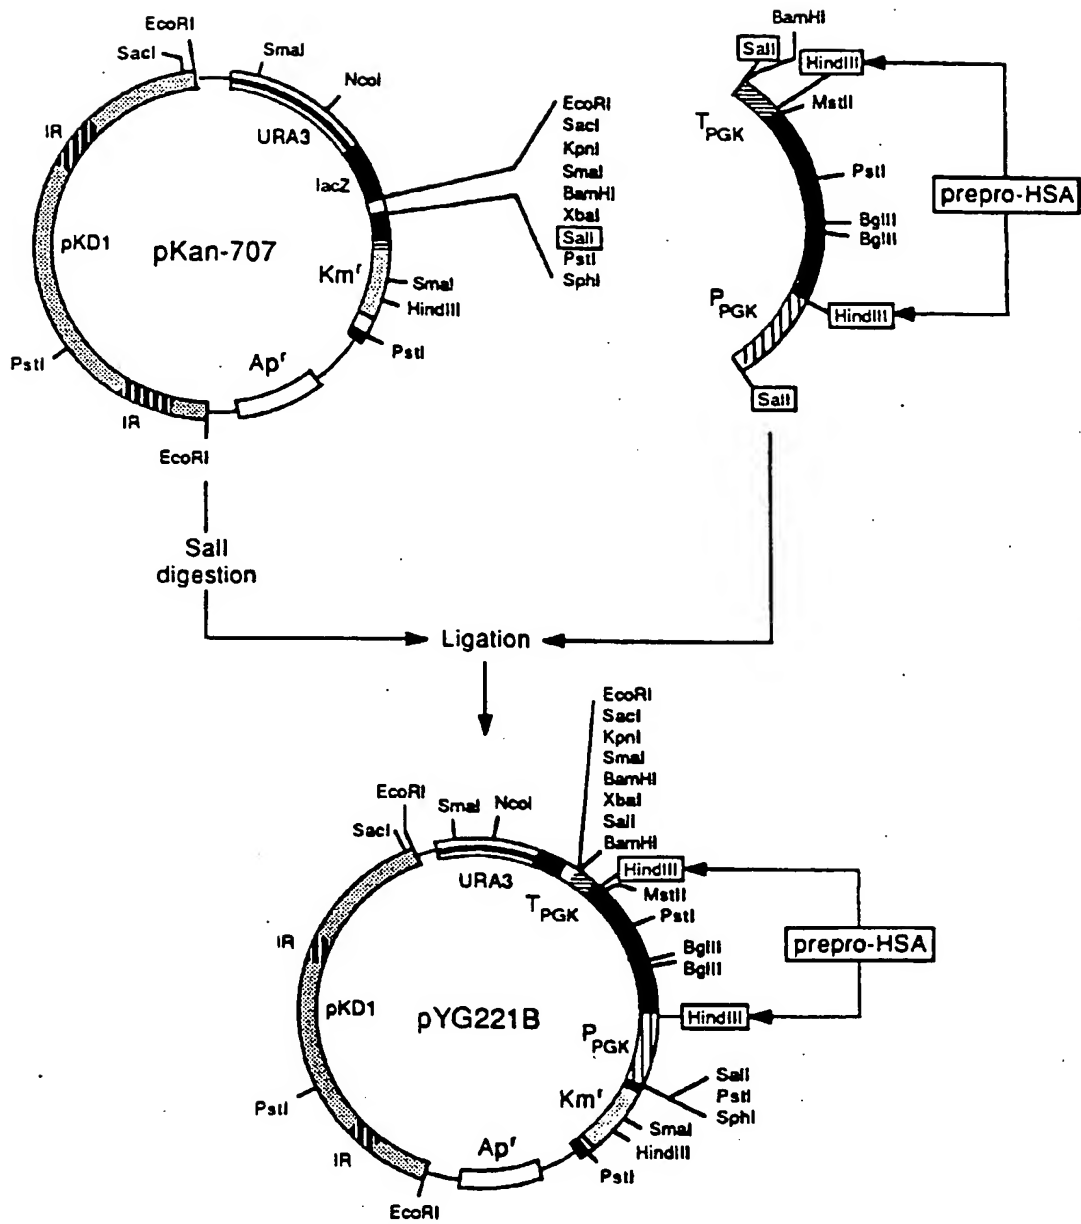 EcoRI
SacI
SmaI
NcoI
IR
URA3
lacZ
pKD1
pKan-707
Kmr
SmaI
HindIII
PstI
PstI
Apr
IR
EcoRI
EcoRI
SacI
KpnI
SmaI
BamHI
XbaI
SalI
PstI
SphI
BamHI
SalI
HindIII
MstII
TPGK
PstI
prepro-HSA
BglII
BglII
PPGK
HindIII
SalI
SalI
digestion
Ligation
EcoRI
SacI
KpnI
SmaI
BamHI
XbaI
SalI
BamHI
EcoRI
SacI
SmaI
NcoI
URA3
TPGK
HindIII
MstII
PstI
prepro-HSA
BglII
BglII
IR
pKD1
pYG221B
HindIII
PPGK
SalI
PstI
SphI
PstI
Kmr
SmaI
HindIII
IR
Apr
PstI
EcoRI